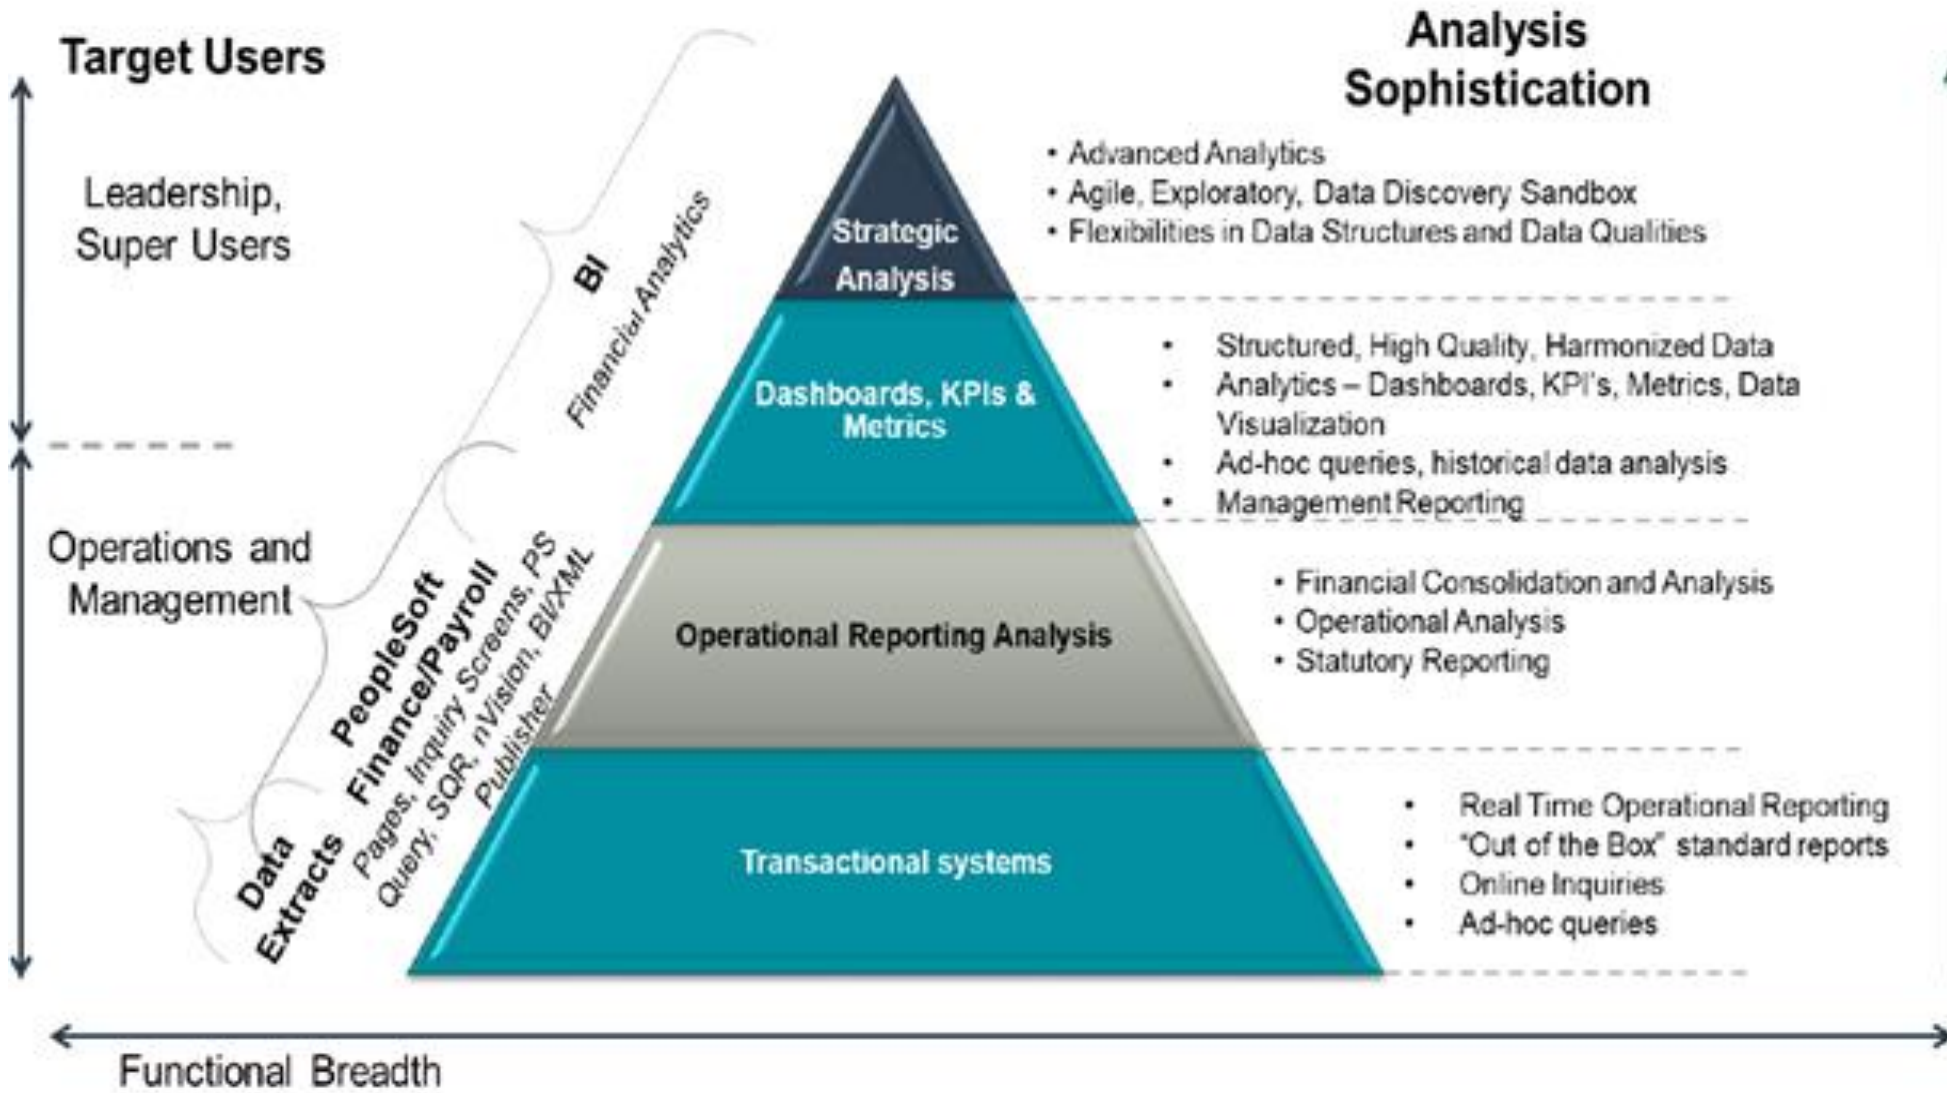 Target Users
Leadership,
Super Users
Operations and
Management
BI
Financial Analytics
PeopleSoft
Finance/Payroll
Pages, Inquiry Screens, PS
Query, SQR, nVision, BI/XML
Publisher
Data
Extracts
Strategic
Analysis
Dashboards, KPIs &
Metrics
Operational Reporting Analysis
Transactional systems
Analysis
Sophistication
• Advanced Analytics
• Agile, Exploratory, Data Discovery Sandbox
• Flexibilities in Data Structures and Data Qualities
• Structured, High Quality, Harmonized Data
• Analytics – Dashboards, KPI's, Metrics, Data
Visualization
• Ad-hoc queries, historical data analysis
• Management Reporting
• Financial Consolidation and Analysis
• Operational Analysis
• Statutory Reporting
• Real Time Operational Reporting
• "Out of the Box" standard reports
• Online Inquiries
• Ad-hoc queries
Functional Breadth